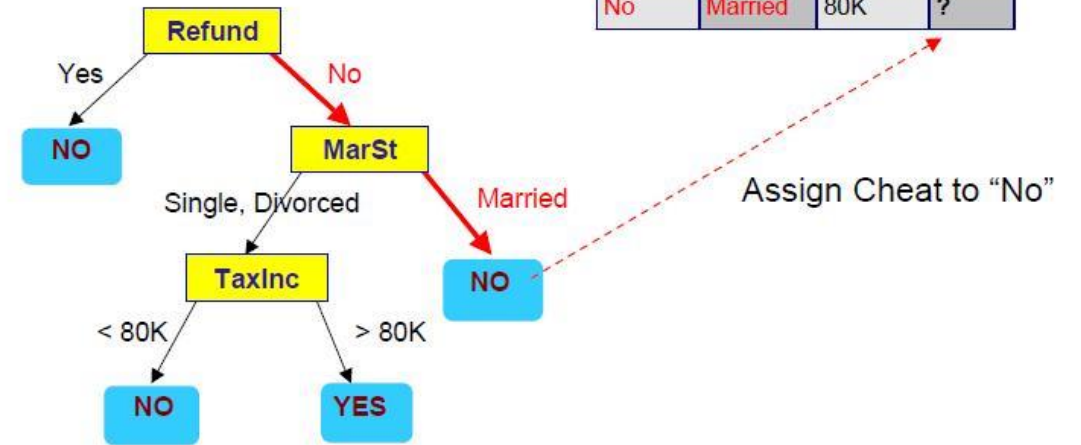 No Married 80K ?
Refund
Yes
No
NO
MarSt
Single, Divorced
Married
Assign Cheat to “No”
TaxInc
NO
< 80K
> 80K
NO
YES